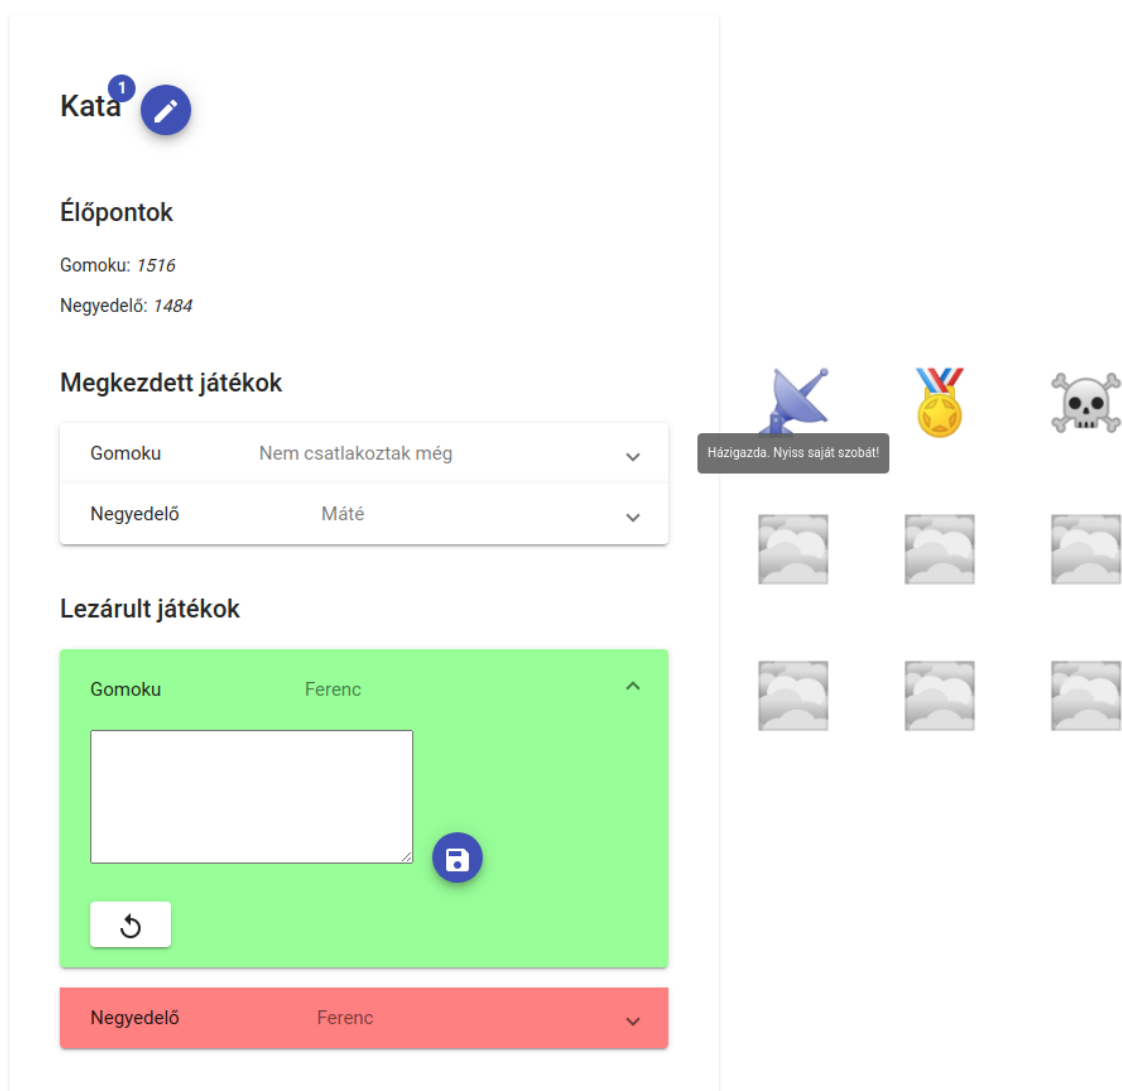 Kata
1
Élőpontok
Gomoku: 1516
Negyedelő: 1484
Megkezdett játékok
Gomoku Nem csatlakoztak még
Negyedelő Máté
Házigazda. Nyiss saját szobát!
Lezárult játékok
Gomoku Ferenc
Negyedelő Ferenc